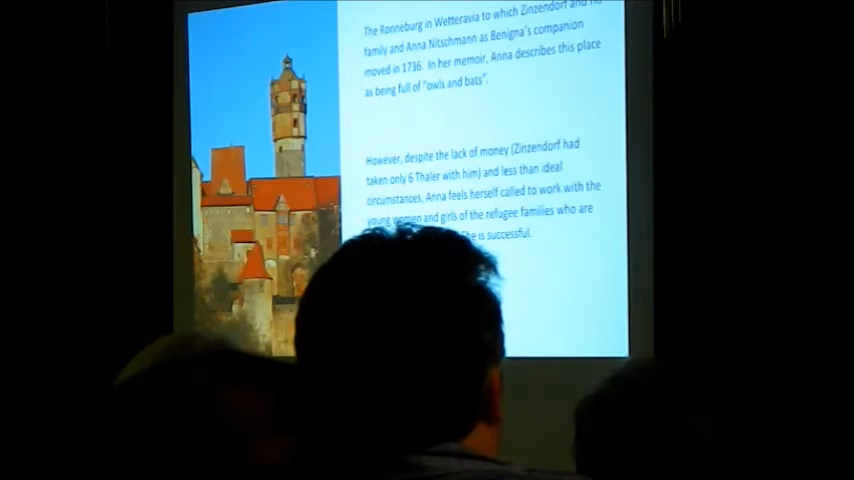 The Ronneburg in Wetteravia to which Zinzendorf and his
family and Anna Nitschmann as Benigna's companion
moved in 1736. In her memoir, Anna describes this place
as being full of "owls and bats".
However, despite the lack of money (Zinzendorf had
taken only 6 Thaler with him) and less than ideal
circumstances, Anna feels herself called to work with the
young women and girls of the refugee families who are
She is successful.